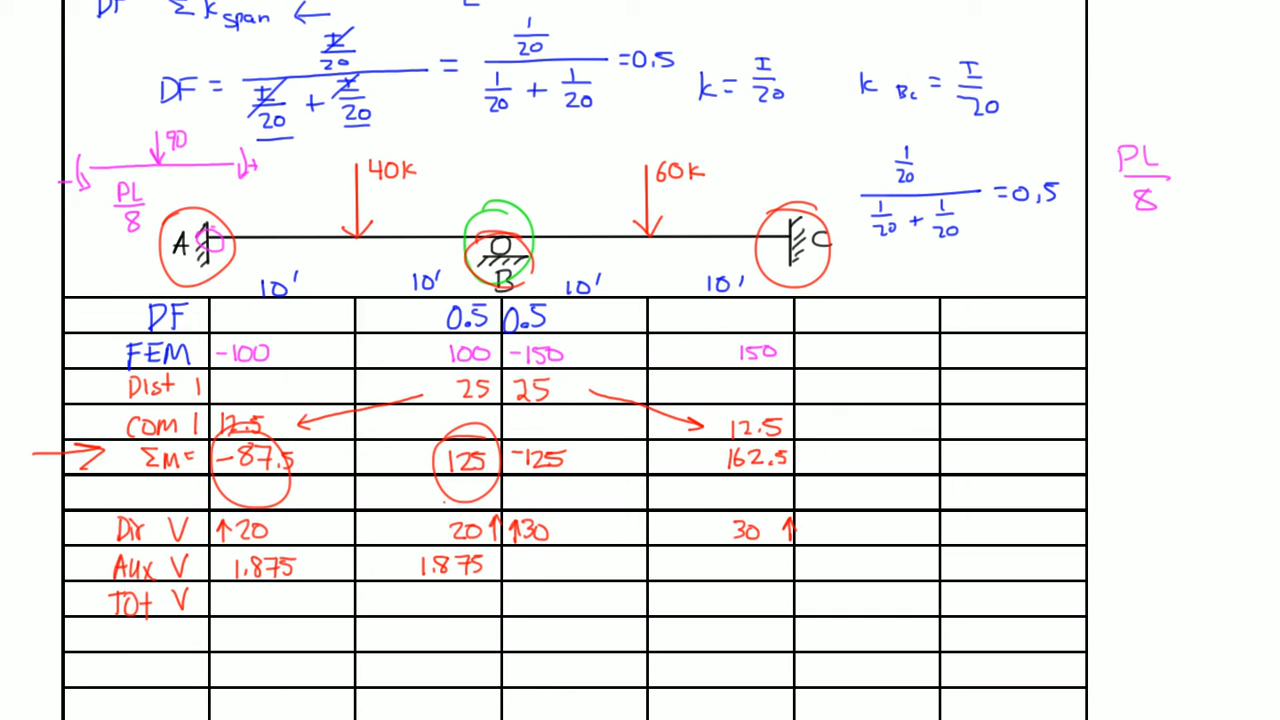 DF Σ k span ←
DF = I/20 / (I/20 + I/20) = 1/20 / (1/20 + 1/20) = 0.5 k = I/20 k BC = I/20
↓90
PL/8
40k
60k
1/20 / (1/20 + 1/20) = 0,5
PL/8
A
B
C
10' 10' 10' 10'
DF 0.5 0.5
FEM -100 100 -150 150
Dist 1 25 25
COM 1 12.5 12.5
→ ΣM= -87.5 125 -125 162.5
Dir V ↑20 20↑ ↑30 30↑
Aux V 1.875 1.875
TOt V